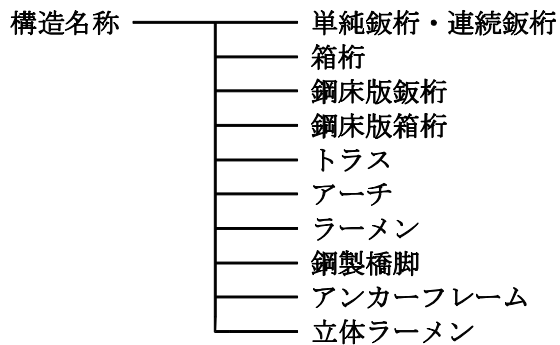 構造名称
単純鈑桁・連続鈑桁
箱桁
鋼床版鈑桁
鋼床版箱桁
トラス
アーチ
ラーメン
鋼製橋脚
アンカーフレーム
立体ラーメン